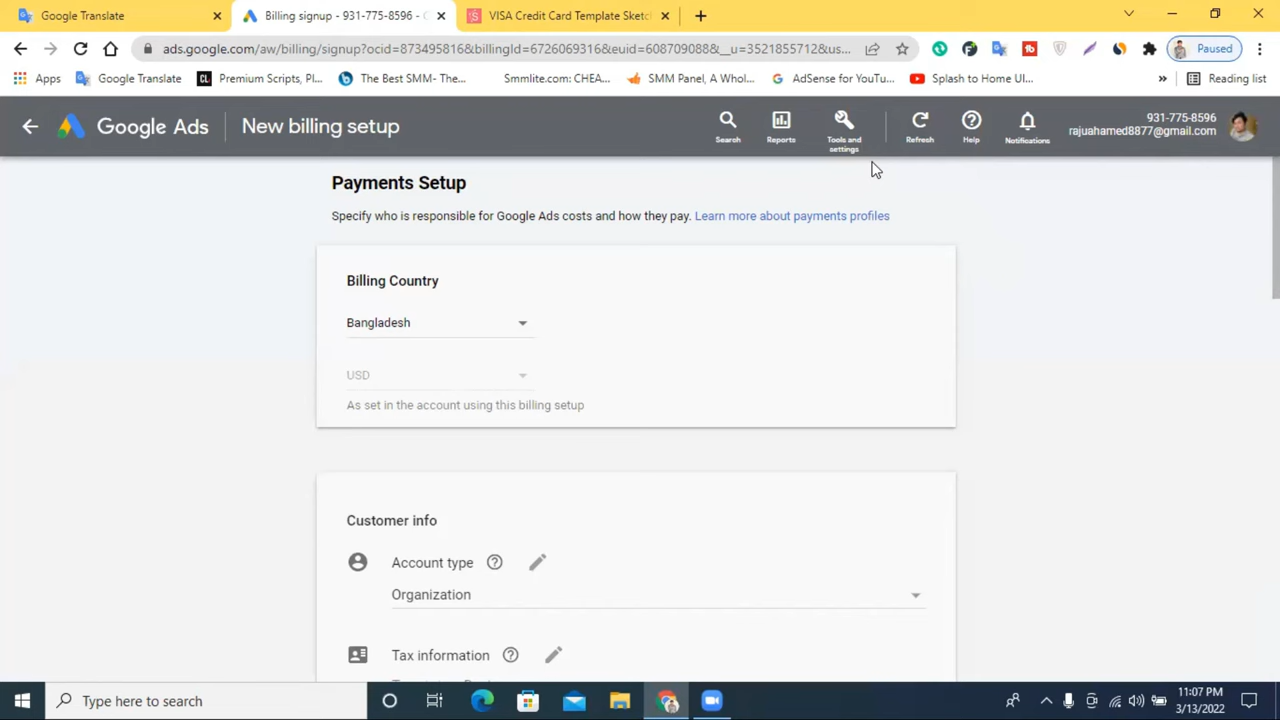 Google Translate
Billing signup - 931-775-8596 - G
VISA Credit Card Template Sketch
ads.google.com/aw/billing/signup?ocid=873495816&billingId=6726069316&euid=608709088&__u=3521855712&us...
Paused
Apps
Google Translate
Premium Scripts, Pl...
The Best SMM- The...
Smmlite.com: CHEA...
SMM Panel, A Whol...
AdSense for YouTu...
Splash to Home UI...
»
Reading list
Google Ads
New billing setup
Search
Reports
Tools and
settings
Refresh
Help
Notifications
931-775-8596
rajuahamed8877@gmail.com
Payments Setup
Specify who is responsible for Google Ads costs and how they pay. Learn more about payments profiles
Billing Country
Bangladesh
USD
As set in the account using this billing setup
Customer info
Account type
Organization
Tax information
Type here to search
11:07 PM
3/13/2022